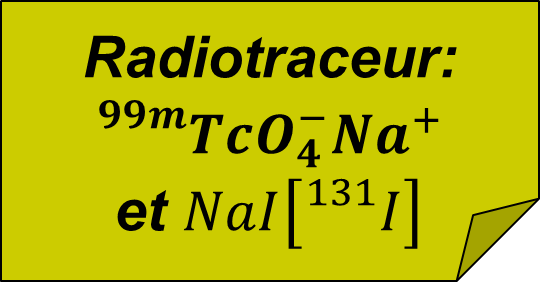 Radiotraceur:
⁹⁹ᵐTcO₄⁻Na⁺
et NaI[¹³¹I]